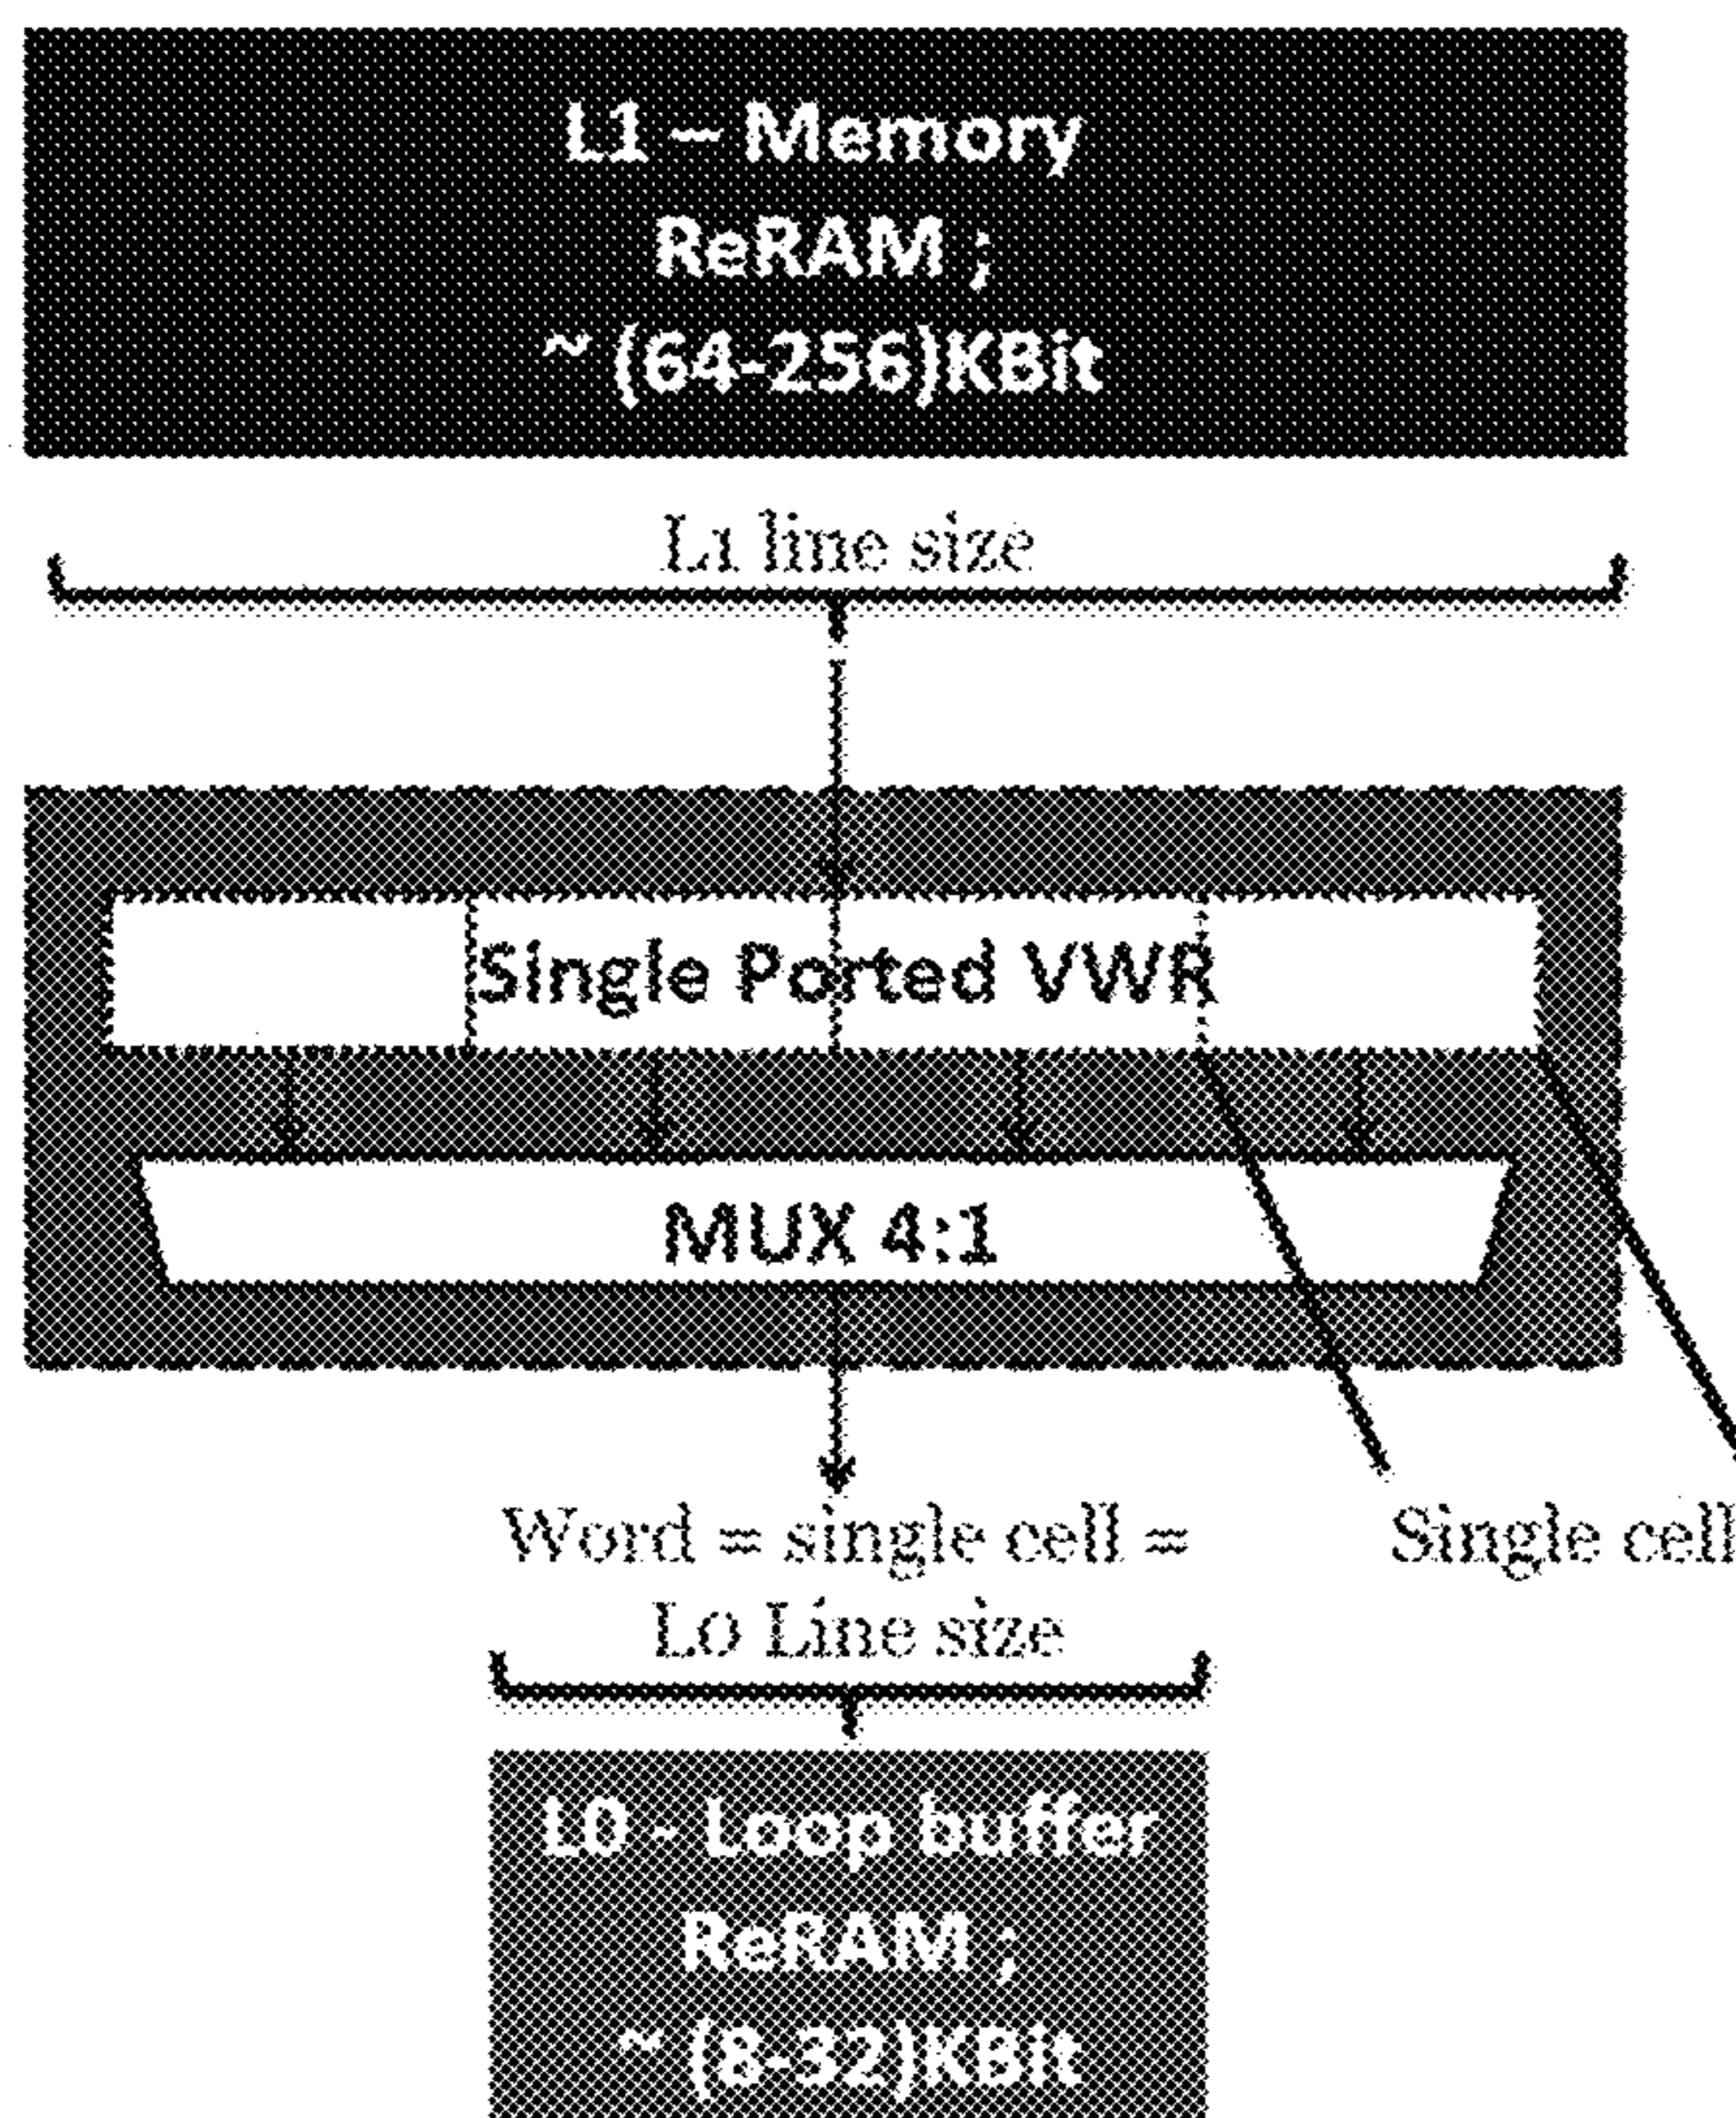 L1 – Memory
ReRAM ;
~ (64-256)KBit
L1 line size
Single Ported VWR
MUX 4:1
Word = single cell =
L0 Line size
Single cell
L0 - Loop buffer
ReRAM ;
~ (8-32)KBit